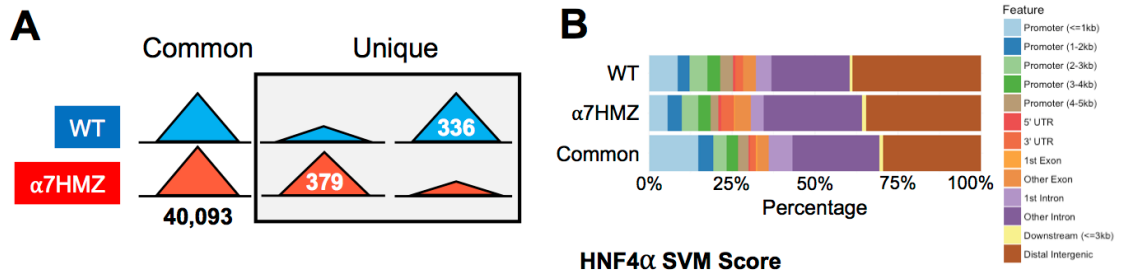 A
Common
Unique
WT
336
α7HMZ
379
40,093
B
WT
α7HMZ
Common
0%
25%
50%
75%
100%
Percentage
HNF4α SVM Score
Feature
Promoter (<=1kb)
Promoter (1-2kb)
Promoter (2-3kb)
Promoter (3-4kb)
Promoter (4-5kb)
5' UTR
3' UTR
1st Exon
Other Exon
1st Intron
Other Intron
Downstream (<=3kb)
Distal Intergenic